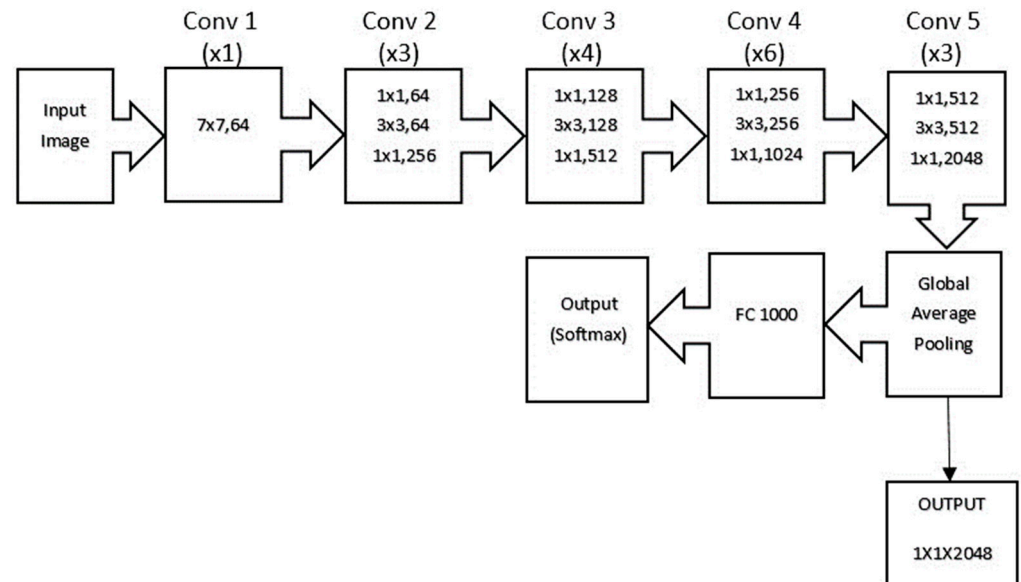 Conv 1
(x1)
Conv 2
(x3)
Conv 3
(x4)
Conv 4
(x6)
Conv 5
(x3)
Input
Image
7x7,64
1x1,64
3x3,64
1x1,256
1x1,128
3x3,128
1x1,512
1x1,256
3x3,256
1x1,1024
1x1,512
3x3,512
1x1,2048
Global
Average
Pooling
FC 1000
Output
(Softmax)
OUTPUT
1X1X2048